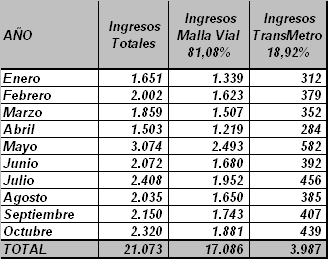 AÑO Ingresos Totales Ingresos Malla Vial 81,08% Ingresos TransMetro 18,92%
Enero 1.651 1.339 312
Febrero 2.002 1.623 379
Marzo 1.859 1.507 352
Abril 1.503 1.219 284
Mayo 3.074 2.493 582
Junio 2.072 1.680 392
Julio 2.408 1.952 456
Agosto 2.035 1.650 385
Septiembre 2.150 1.743 407
Octubre 2.320 1.881 439
TOTAL 21.073 17.086 3.987